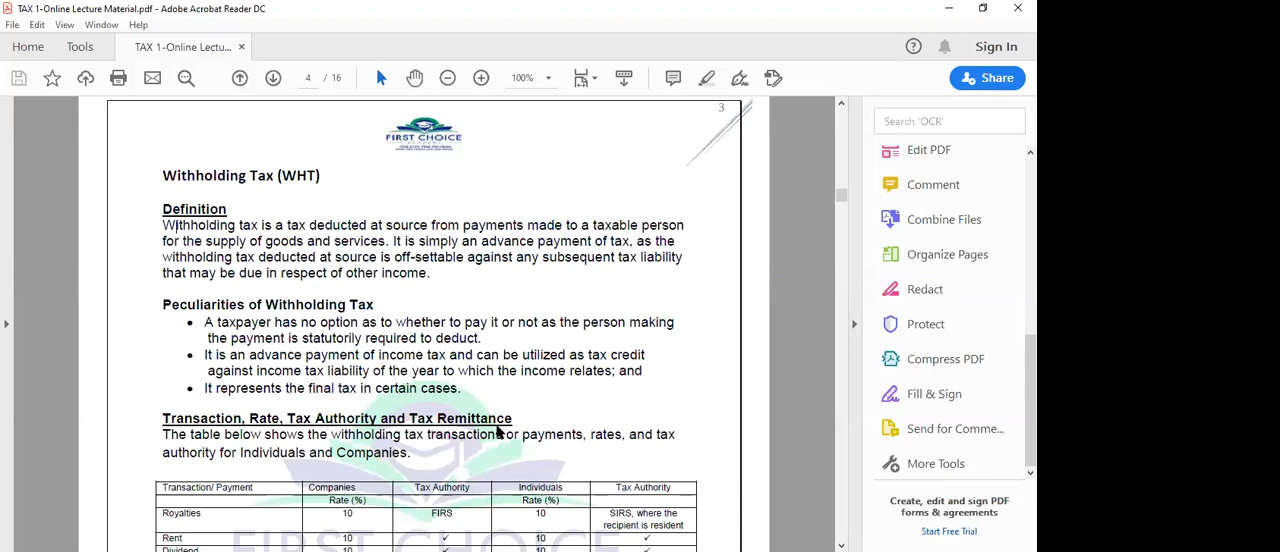 TAX 1-Online Lecture Material.pdf - Adobe Acrobat Reader DC
File Edit View Window Help
Home Tools TAX 1-Online Lectu... × Sign In
4 / 16 100% Share
3
FIRST CHOICE
Withholding Tax (WHT)
Definition
Withholding tax is a tax deducted at source from payments made to a taxable person
for the supply of goods and services. It is simply an advance payment of tax, as the
withholding tax deducted at source is off-settable against any subsequent tax liability
that may be due in respect of other income.
Peculiarities of Withholding Tax
• A taxpayer has no option as to whether to pay it or not as the person making
the payment is statutorily required to deduct.
• It is an advance payment of income tax and can be utilized as tax credit
against income tax liability of the year to which the income relates; and
• It represents the final tax in certain cases.
Transaction, Rate, Tax Authority and Tax Remittance
The table below shows the withholding tax transactions or payments, rates, and tax
authority for Individuals and Companies.
Transaction/ Payment Companies Tax Authority Individuals Tax Authority
Rate (%) Rate (%)
Royalties 10 FIRS 10 SIRS, where the
recipient is resident
Rent 10 ✓ 10 ✓
Dividend 10 ✓ 10 ✓
FIRST CHOICE
Search 'OCR'
Edit PDF
Comment
Combine Files
Organize Pages
Redact
Protect
Compress PDF
Fill & Sign
Send for Comme...
More Tools
Create, edit and sign PDF
forms & agreements
Start Free Trial